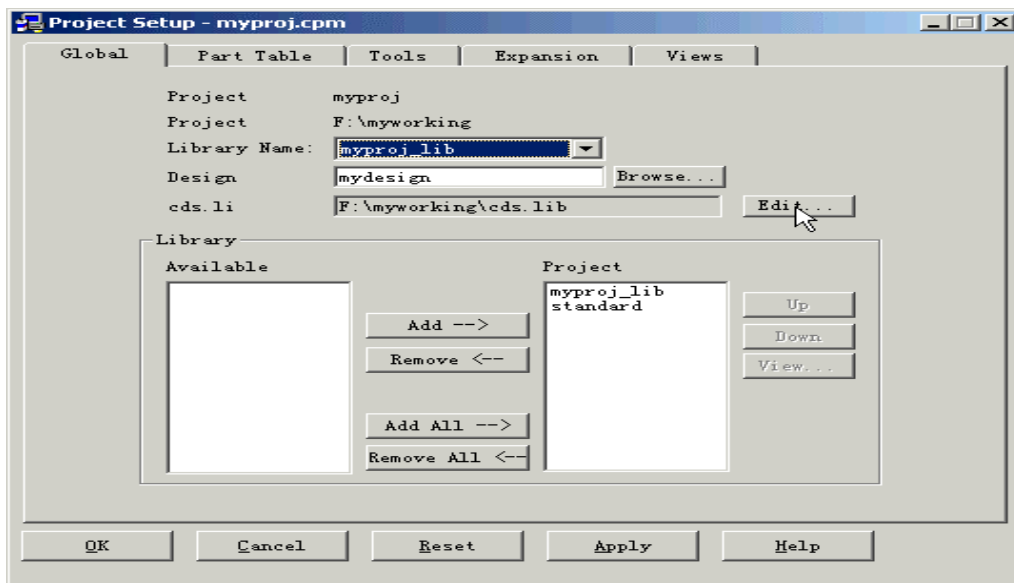 Project Setup - myproj.cpm
Global Part Table Tools Expansion Views
Project myproj
Project F:\myworking
Library Name: myproj_lib
Design mydesign Browse...
cds.li F:\myworking\cds.lib Edit...
Library
Available Project
myproj_lib
standard
Add -->
Remove <--
Add All -->
Remove All <--
Up
Down
View...
OK Cancel Reset Apply Help